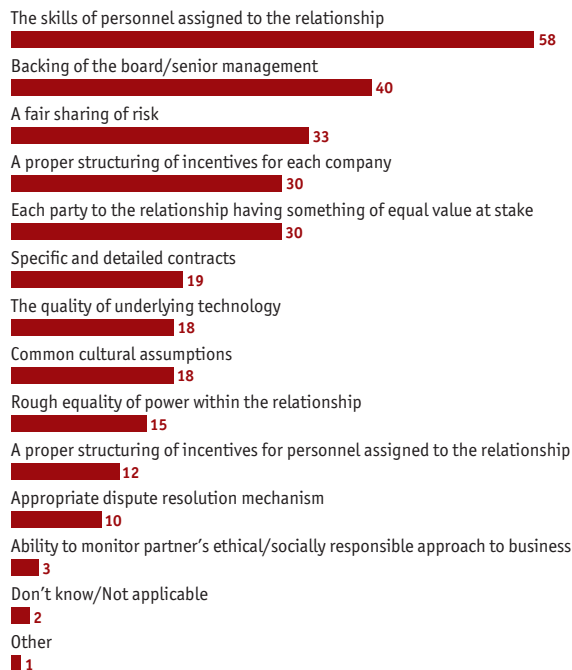 The skills of personnel assigned to the relationship
58
Backing of the board/senior management
40
A fair sharing of risk
33
A proper structuring of incentives for each company
30
Each party to the relationship having something of equal value at stake
30
Specific and detailed contracts
19
The quality of underlying technology
18
Common cultural assumptions
18
Rough equality of power within the relationship
15
A proper structuring of incentives for personnel assigned to the relationship
12
Appropriate dispute resolution mechanism
10
Ability to monitor partner’s ethical/socially responsible approach to business
3
Don’t know/Not applicable
2
Other
1